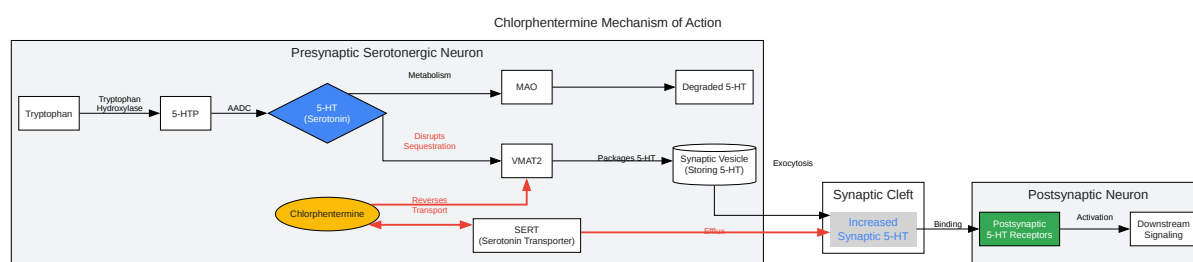 Chlorphentermine Mechanism of Action
Presynaptic Serotonergic Neuron
Tryptophan
Tryptophan
Hydroxylase
5-HTP
AADC
5-HT
(Serotonin)
Metabolism
MAO
Degraded 5-HT
Disrupts
Sequestration
VMAT2
Packages 5-HT
Synaptic Vesicle
(Storing 5-HT)
Exocytosis
Chlorphentermine
Reverses
Transport
SERT
(Serotonin Transporter)
Efflux
Synaptic Cleft
Increased
Synaptic 5-HT
Binding
Postsynaptic Neuron
Postsynaptic
5-HT Receptors
Activation
Downstream
Signaling